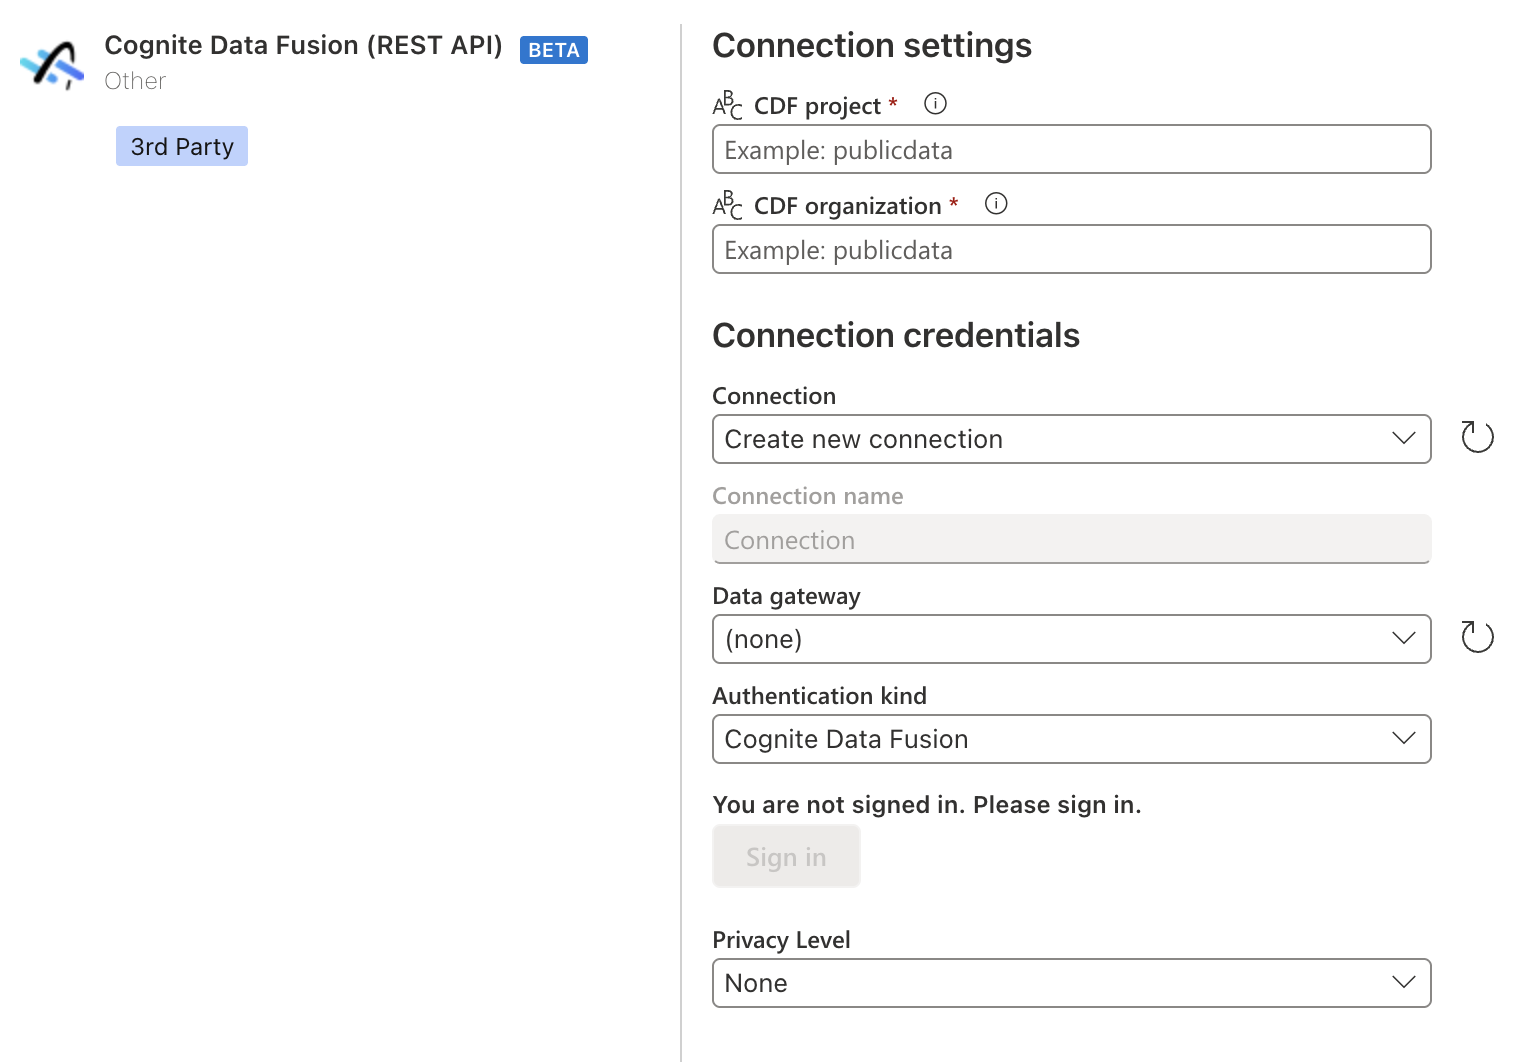 Cognite Data Fusion (REST API) BETA
Other
3rd Party
Connection settings
ABC CDF project *
Example: publicdata
ABC CDF organization *
Example: publicdata
Connection credentials
Connection
Create new connection
Connection name
Connection
Data gateway
(none)
Authentication kind
Cognite Data Fusion
You are not signed in. Please sign in.
Sign in
Privacy Level
None